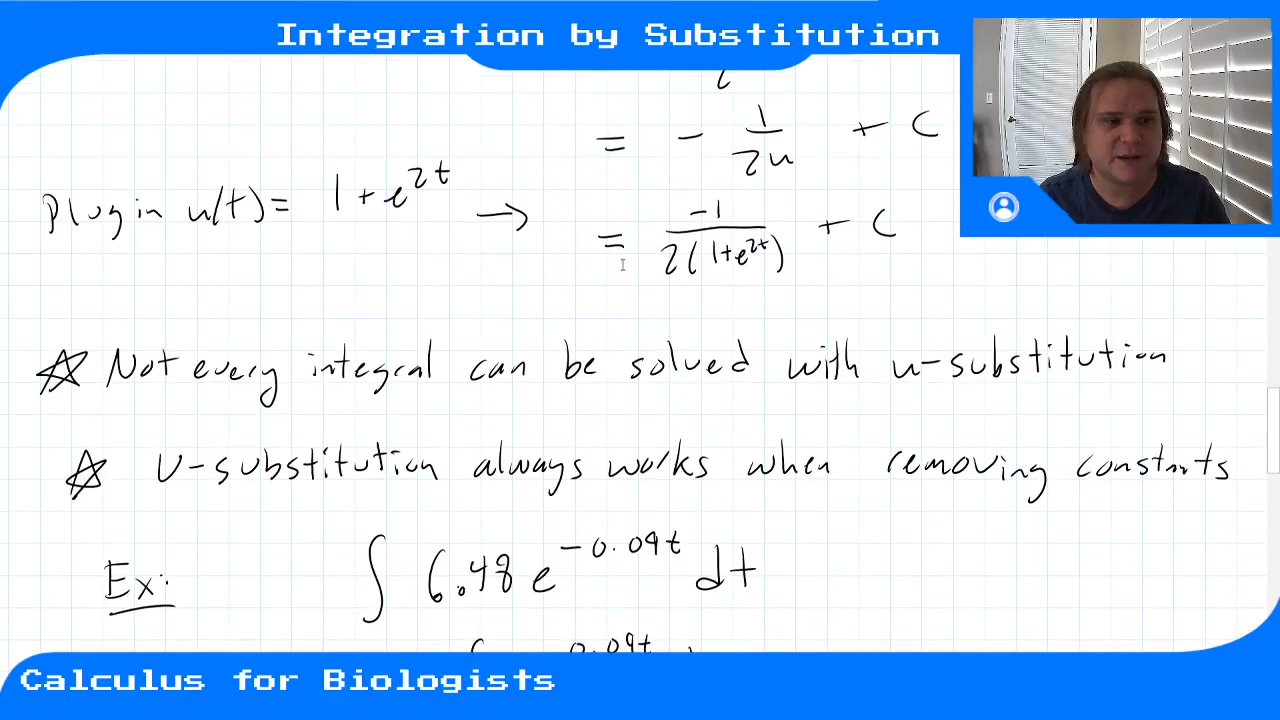 Integration by Substitution
= - 1/2u + C
Plug in u(t) = 1 + e^2t → = -1/2(1+e^2t) + C
☆ Not every integral can be solved with u-substitution
☆ U-substitution always works when removing constants
Ex: ∫ 6.48 e^-0.09t dt
Calculus for Biologists